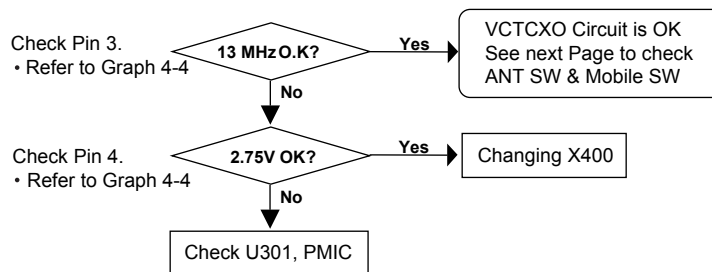 Check Pin 3.
• Refer to Graph 4-4
13 MHz O.K?
Yes
VCTCXO Circuit is OK
See next Page to check
ANT SW & Mobile SW
No
Check Pin 4.
• Refer to Graph 4-4
2.75V OK?
Yes
Changing X400
No
Check U301, PMIC